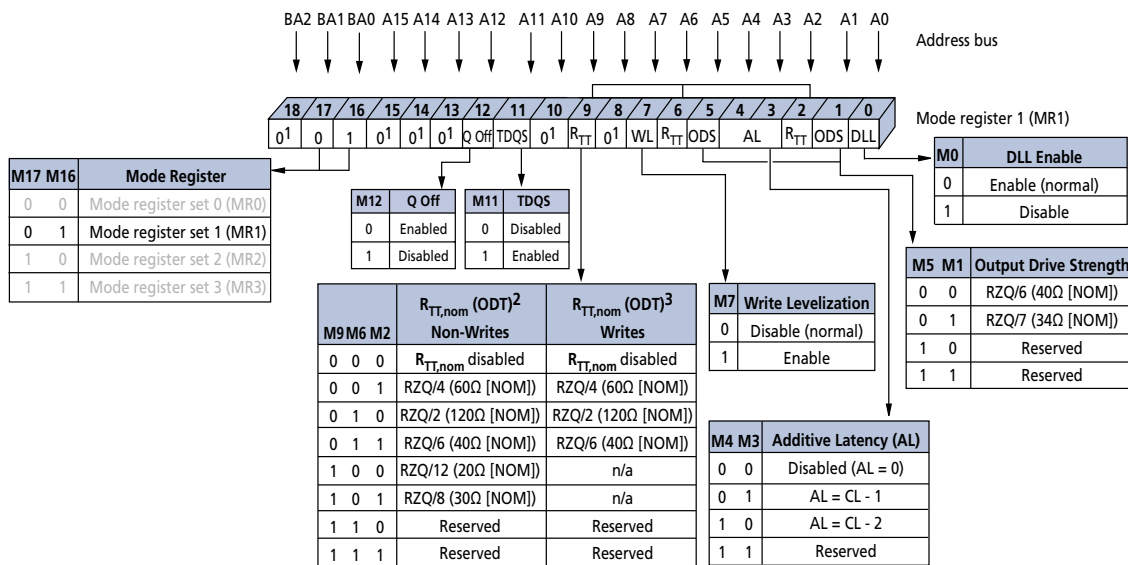 BA2 BA1 BA0 A15 A14 A13 A12 A11 A10 A9 A8 A7 A6 A5 A4 A3 A2 A1 A0
Address bus
18 17 16 15 14 13 12 11 10 9 8 7 6 5 4 3 2 1 0
Mode register 1 (MR1)
0¹ 0 1 0¹ 0¹ 0¹ Q Off TDQS 0¹ RTT 0¹ WL RTT ODS AL RTT ODS DLL
M0 DLL Enable
0 Enable (normal)
1 Disable
M17 M16 Mode Register
0 0 Mode register set 0 (MR0)
0 1 Mode register set 1 (MR1)
1 0 Mode register set 2 (MR2)
1 1 Mode register set 3 (MR3)
M12 Q Off
0 Enabled
1 Disabled
M11 TDQS
0 Disabled
1 Enabled
M5 M1 Output Drive Strength
0 0 RZQ/6 (40Ω [NOM])
0 1 RZQ/7 (34Ω [NOM])
1 0 Reserved
1 1 Reserved
M7 Write Levelization
0 Disable (normal)
1 Enable
RTT,nom (ODT)² RTT,nom (ODT)³
M9 M6 M2 Non-Writes Writes
0 0 0 RTT,nom disabled RTT,nom disabled
0 0 1 RZQ/4 (60Ω [NOM]) RZQ/4 (60Ω [NOM])
0 1 0 RZQ/2 (120Ω [NOM]) RZQ/2 (120Ω [NOM])
0 1 1 RZQ/6 (40Ω [NOM]) RZQ/6 (40Ω [NOM])
1 0 0 RZQ/12 (20Ω [NOM]) n/a
1 0 1 RZQ/8 (30Ω [NOM]) n/a
1 1 0 Reserved Reserved
1 1 1 Reserved Reserved
M4 M3 Additive Latency (AL)
0 0 Disabled (AL = 0)
0 1 AL = CL - 1
1 0 AL = CL - 2
1 1 Reserved